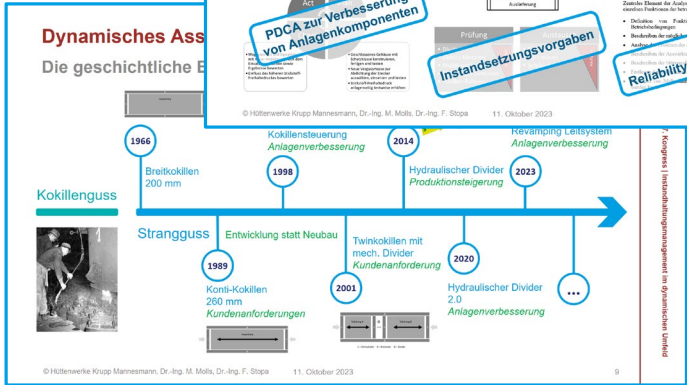 Dynamisches Ass
Die geschichtliche E
Act
PDCA zur Verbesserung
von Anlagenkomponenten
Auslieferung
Prüfung
Instandsetzungsvorgaben
Reliability
© Hüttenwerke Krupp Mannesmann, Dr.-Ing. M. Molls, Dr.-Ing. F. Stopa
11. Oktober 2023
1966
Breitkokillen
200 mm
Kokillensteuerung
Anlagenverbesserung
1998
2014
Hydraulischer Divider
Produktionsteigerung
Revamping Leitsystem
Anlagenverbesserung
2023
Kokillenguss
Strangguss
Entwicklung statt Neubau
1989
Konti-Kokillen
260 mm
Kundenanforderungen
2001
Twinkokillen mit
mech. Divider
Kundenanforderung
2020
Hydraulischer Divider
2.0
Anlagenverbesserung
...
7. Kongress | Instandhaltungsmanagement im dynamischen Umfeld
© Hüttenwerke Krupp Mannesmann, Dr.-Ing. M. Molls, Dr.-Ing. F. Stopa
11. Oktober 2023
9